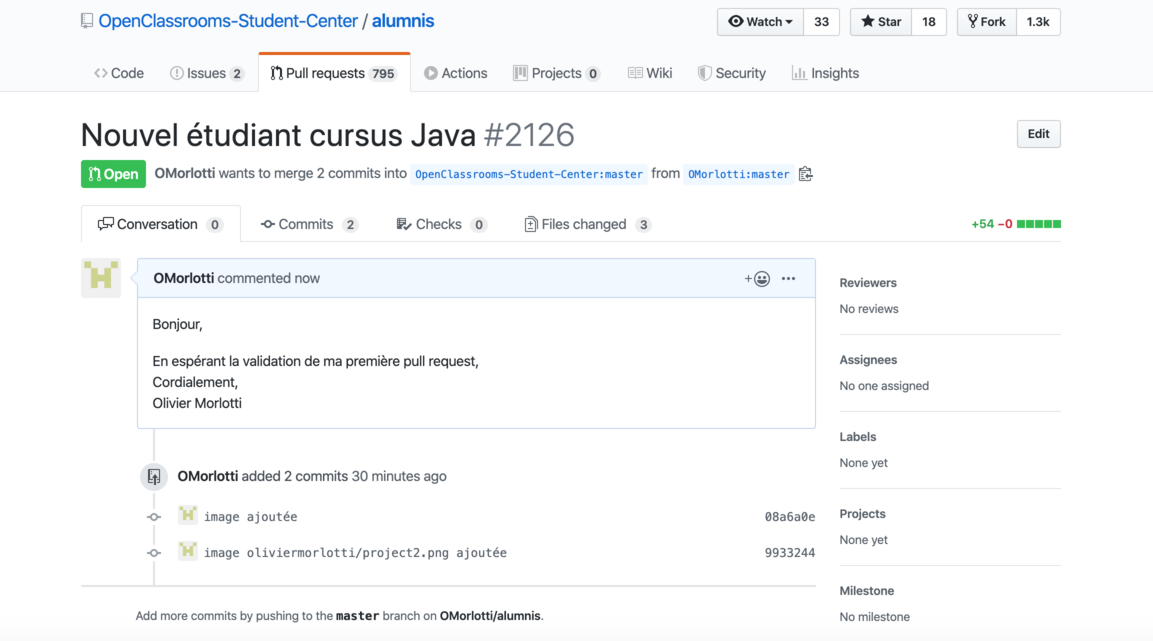 OpenClassrooms-Student-Center / alumnis
Watch 33 Star 18 Fork 1.3k
Code Issues 2 Pull requests 795 Actions Projects 0 Wiki Security Insights
Nouvel étudiant cursus Java #2126
Edit
Open OMorlotti wants to merge 2 commits into OpenClassrooms-Student-Center:master from OMorlotti:master
Conversation 0 Commits 2 Checks 0 Files changed 3 +54 −0
OMorlotti commented now
Bonjour,
En espérant la validation de ma première pull request,
Cordialement,
Olivier Morlotti
OMorlotti added 2 commits 30 minutes ago
image ajoutée 08a6a0e
image oliviermorlotti/project2.png ajoutée 9933244
Add more commits by pushing to the master branch on OMorlotti/alumnis.
Reviewers
No reviews
Assignees
No one assigned
Labels
None yet
Projects
None yet
Milestone
No milestone